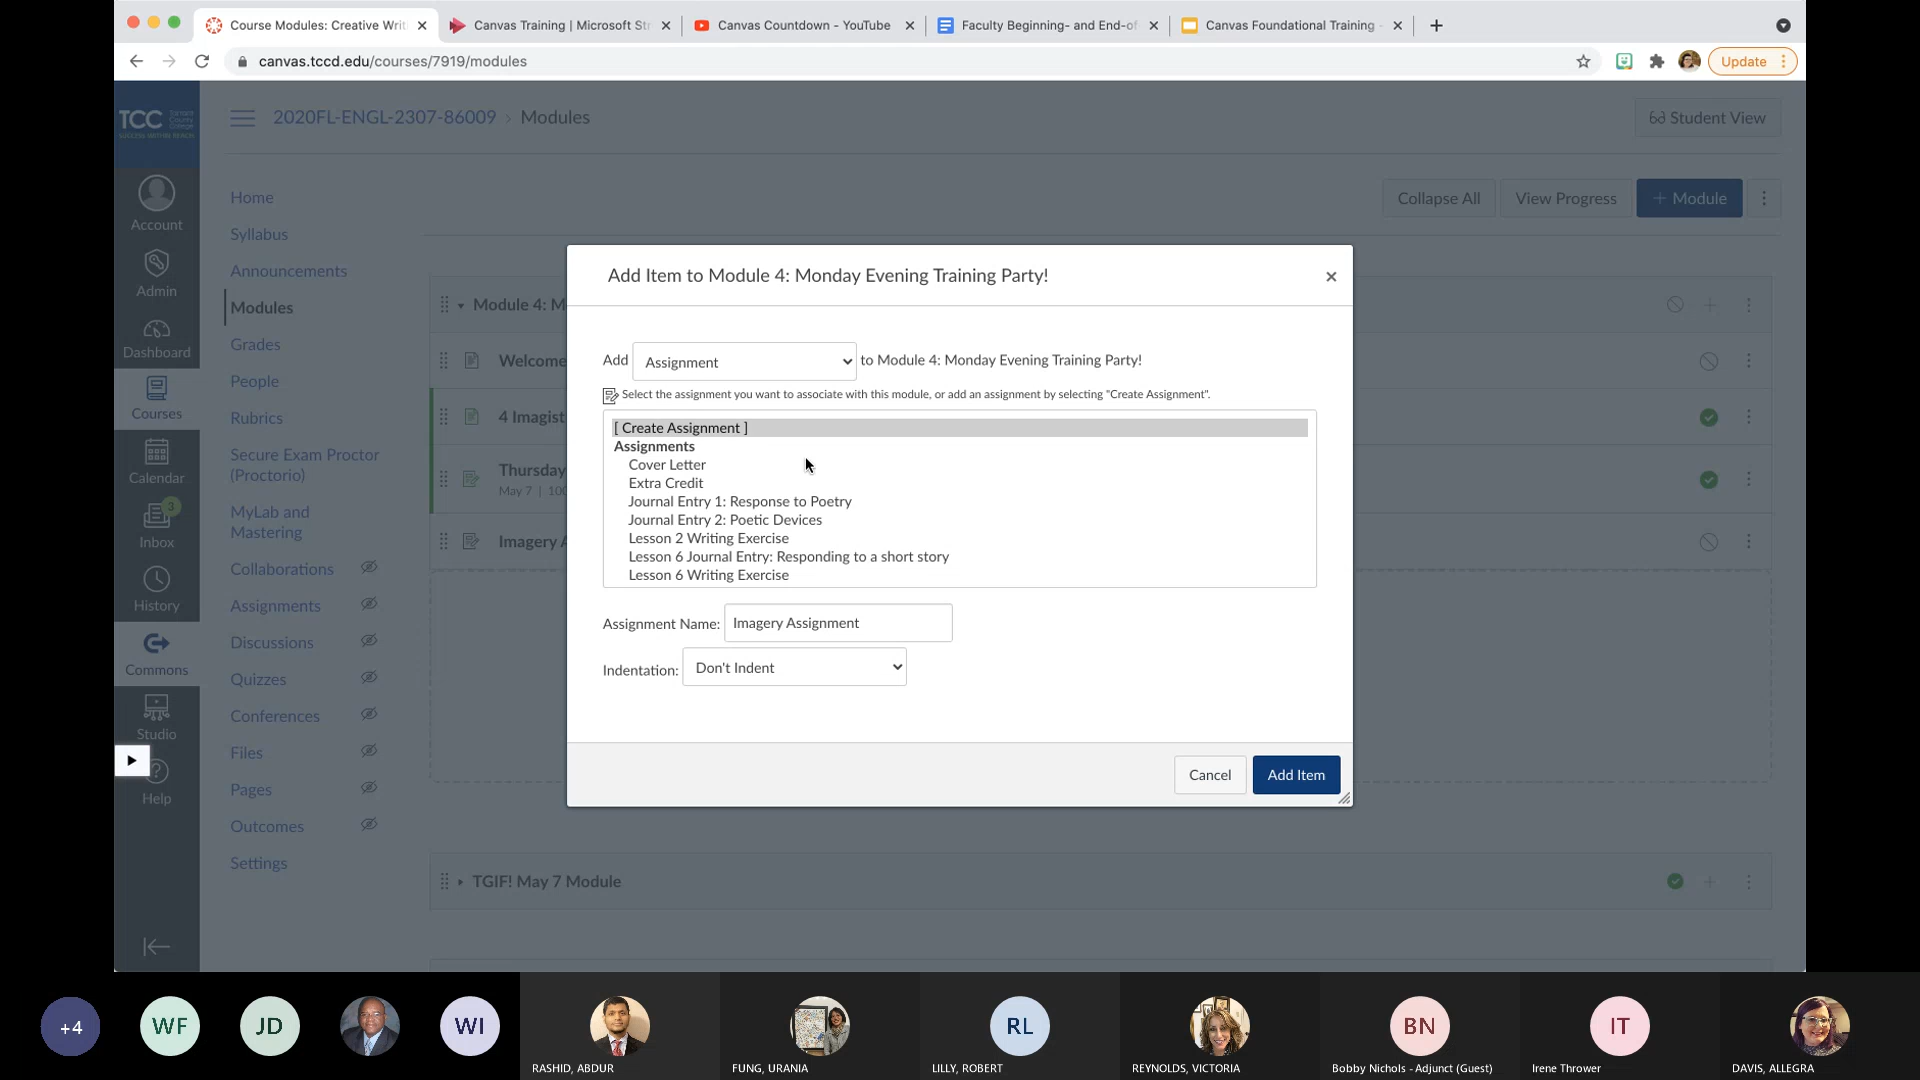 Course Modules: Creative Writ
Canvas Training | Microsoft Str
Canvas Countdown - YouTube
Faculty Beginning- and End-of
Canvas Foundational Training -
canvas.tccd.edu/courses/7919/modules
Update
TCC
2020FL-ENGL-2307-86009 › Modules
Student View
Account
Admin
Dashboard
Courses
Calendar
3
Inbox
History
Commons
Studio
Help
Home
Syllabus
Announcements
Modules
Grades
People
Rubrics
Secure Exam Proctor
(Proctorio)
MyLab and
Mastering
Collaborations
Assignments
Discussions
Quizzes
Conferences
Files
Pages
Outcomes
Settings
Collapse All
View Progress
+ Module
Module 4: M
Welcome
4 Imagist
Thursday
May 7 | 100
Imagery A
TGIF! May 7 Module
Add Item to Module 4: Monday Evening Training Party!
Add Assignment to Module 4: Monday Evening Training Party!
Select the assignment you want to associate with this module, or add an assignment by selecting "Create Assignment".
[ Create Assignment ]
Assignments
Cover Letter
Extra Credit
Journal Entry 1: Response to Poetry
Journal Entry 2: Poetic Devices
Lesson 2 Writing Exercise
Lesson 6 Journal Entry: Responding to a short story
Lesson 6 Writing Exercise
Assignment Name: Imagery Assignment
Indentation: Don't Indent
Cancel
Add Item
+4
WF
JD
WI
RASHID, ABDUR
FUNG, URANIA
RL
LILLY, ROBERT
REYNOLDS, VICTORIA
BN
Bobby Nichols - Adjunct (Guest)
IT
Irene Thrower
DAVIS, ALLEGRA